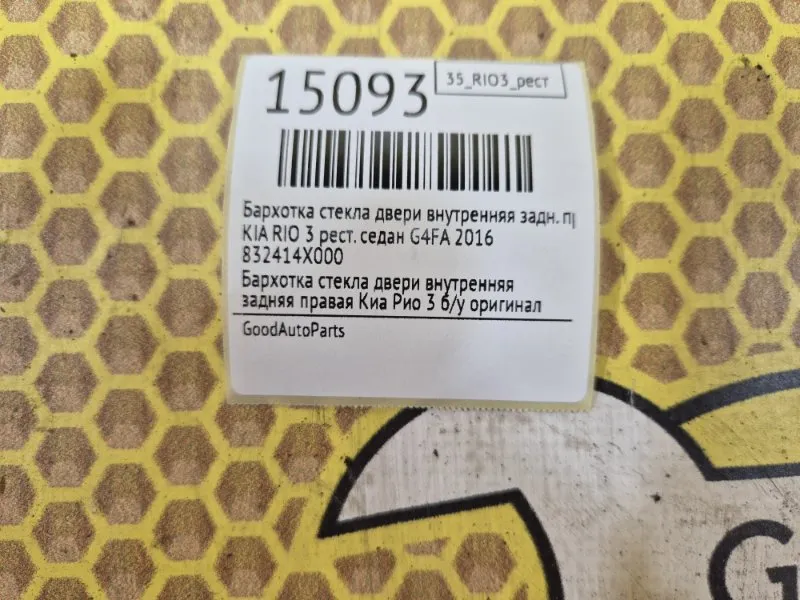 15093
35_RIO3_рест
Бархотка стекла двери внутренняя задн. п
KIA RIO 3 рест. седан G4FA 2016
832414X000
Бархотка стекла двери внутренняя
задняя правая Киа Рио 3 б/у оригинал
GoodAutoParts
G